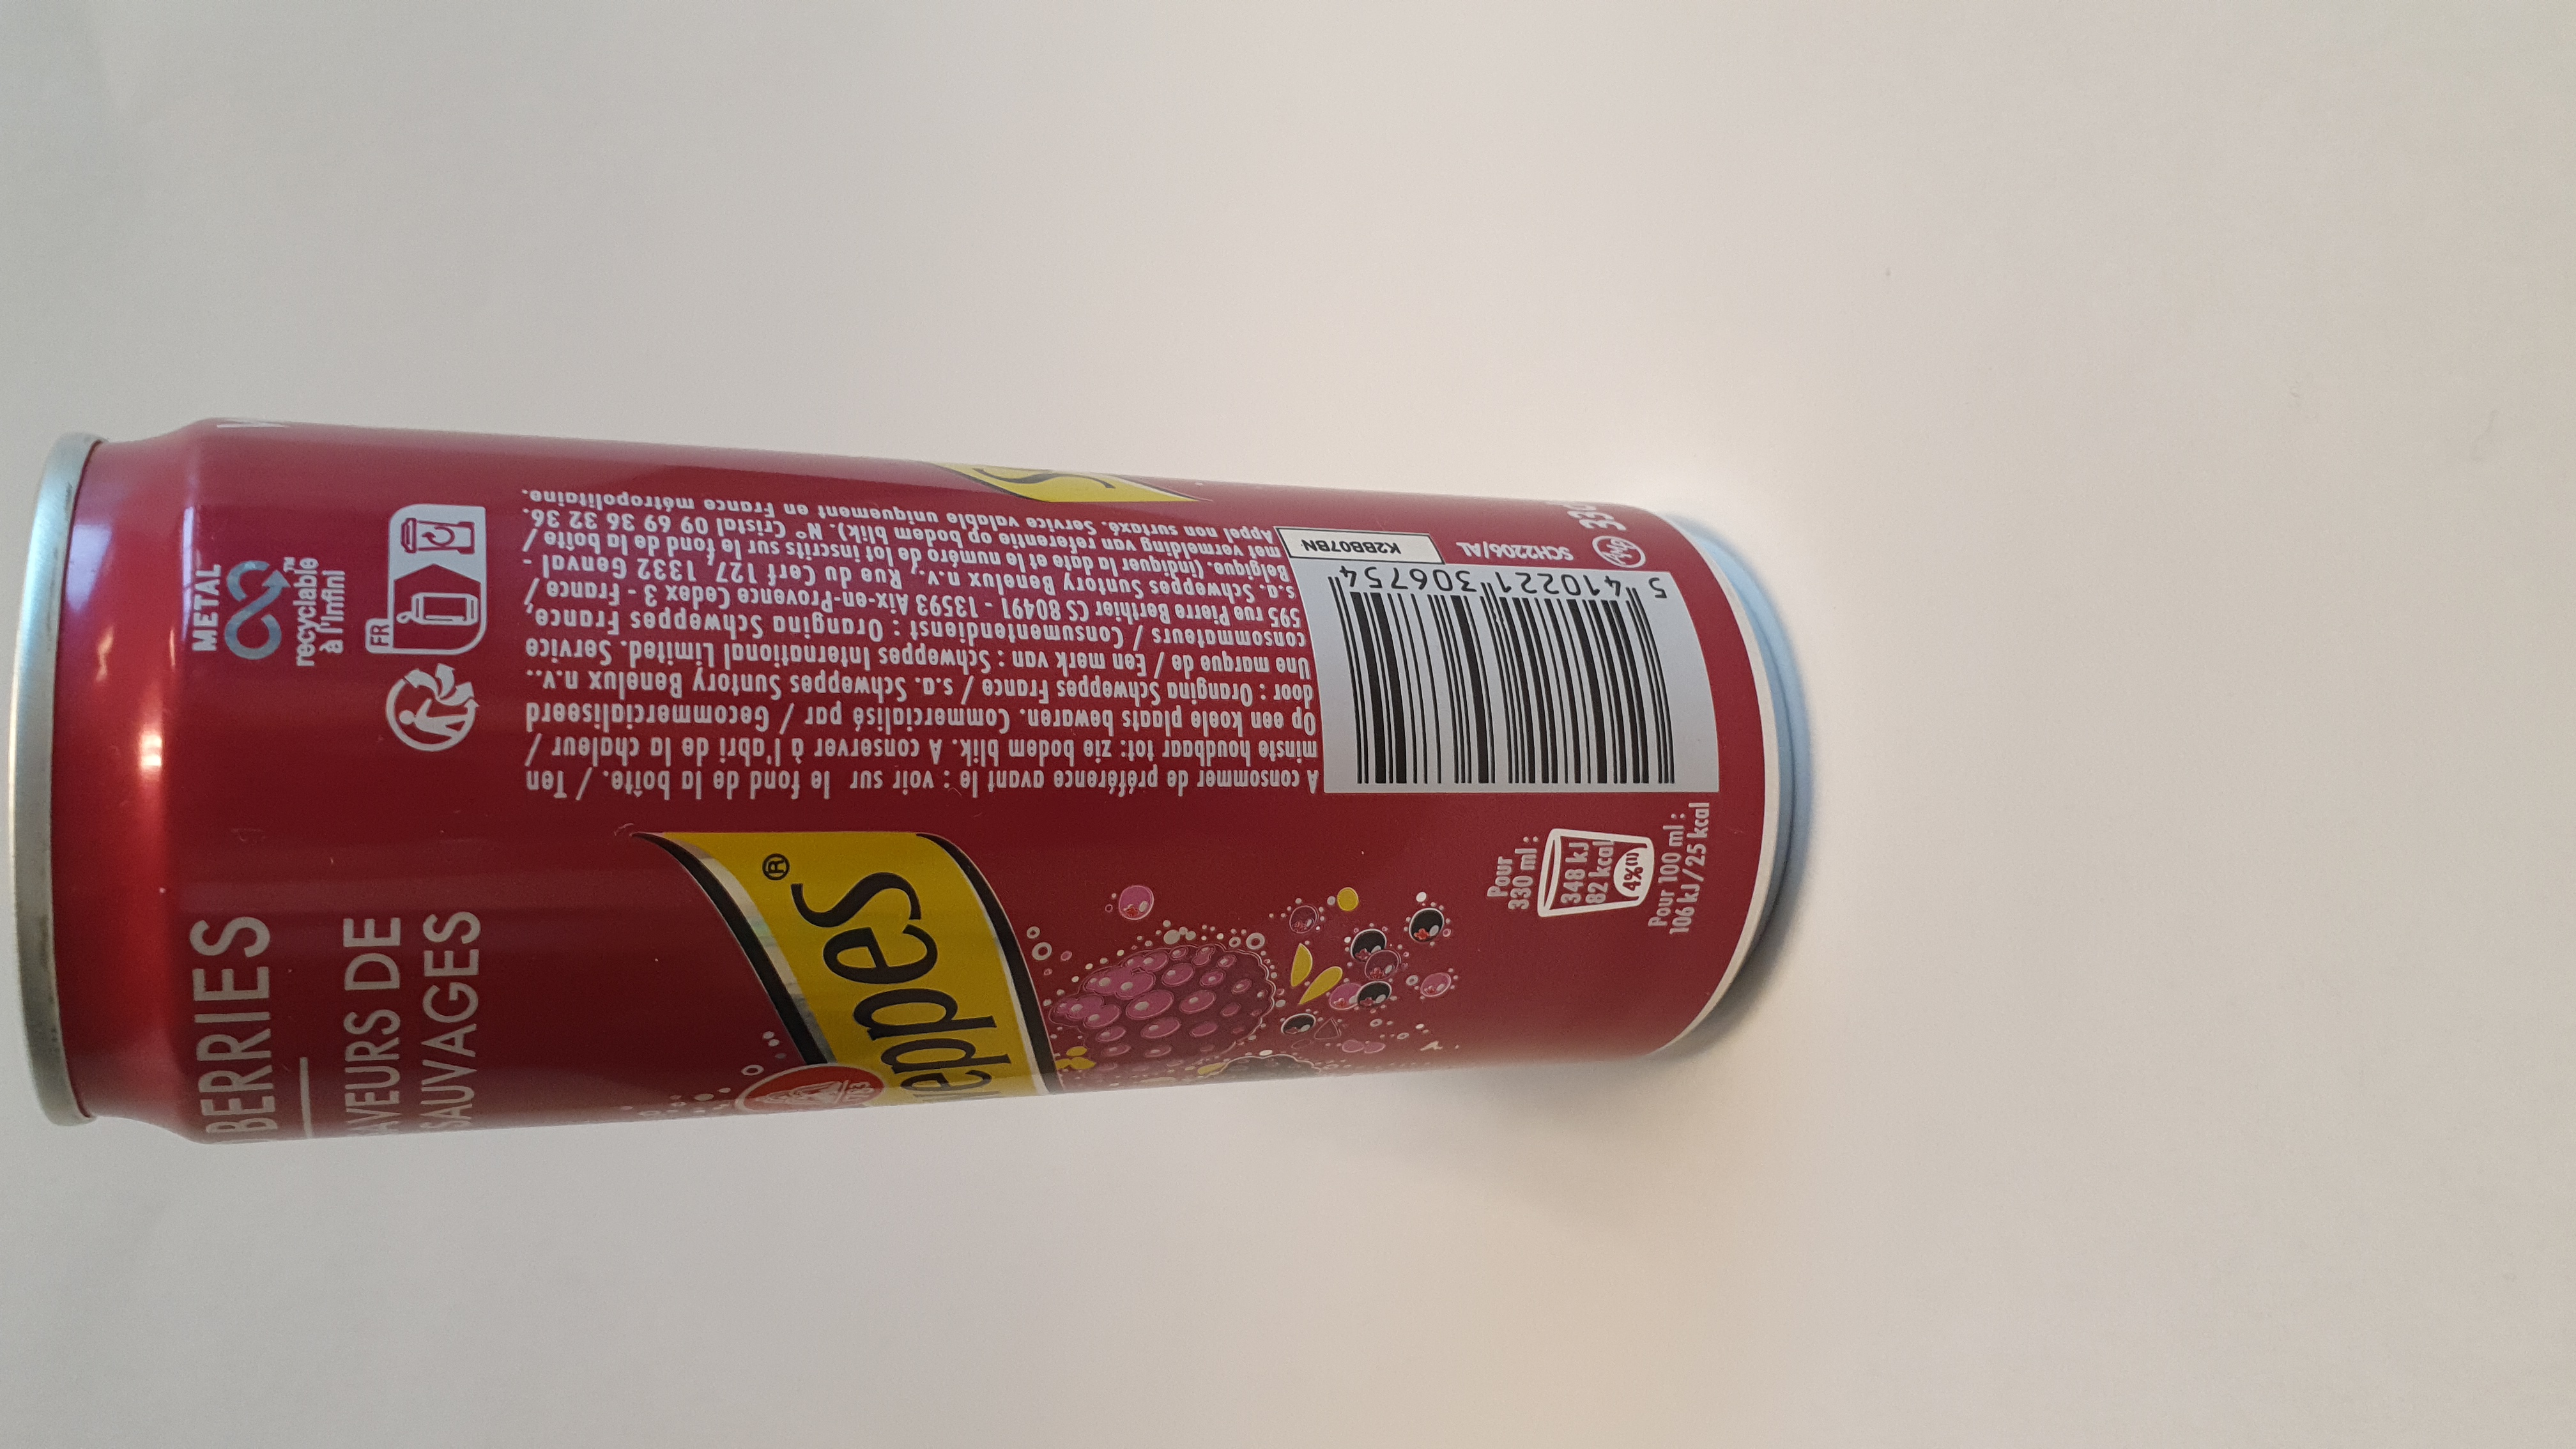 BERRIES
AVEURS DE
SAUVAGES
METAL
recyclable™
à l'infini
FR
1783
weppes®
A consommer de préférence avant le : voir sur le fond de la boîte. / Ten
minste houdbaar tot: zie bodem blik. A conserver à l'abri de la chaleur /
Op een koele plaats bewaren. Commercialisé par / Gecommercialiseerd
door : Orangina Schweppes France / s.a. Schweppes Suntory Benelux n.v..
Une marque de / Een merk van : Schweppes International Limited. Service
consommateurs / Consumentendienst : Orangina Schweppes France,
595 rue Pierre Berthier CS 80491 - 13593 Aix-en-Provence Cedex 3 - France /
s.a. Schweppes Suntory Benelux n.v., Rue du Cerf 127, 1332 Genval -
Belgique. (indiquer la date et le numéro de lot inscrits sur le fond de la boîte /
met vermelding van referentie op bodem blik). N° Cristal 09 69 36 32 36.
Appel non surtaxé. Service valable uniquement en France métropolitaine.
Pour
330 ml :
348 kJ
82 kcal
4%(1)
Pour 100 ml :
106 kJ / 25 kcal
5 410221 306754
K2BB07BN
SCH2206/AL
33c